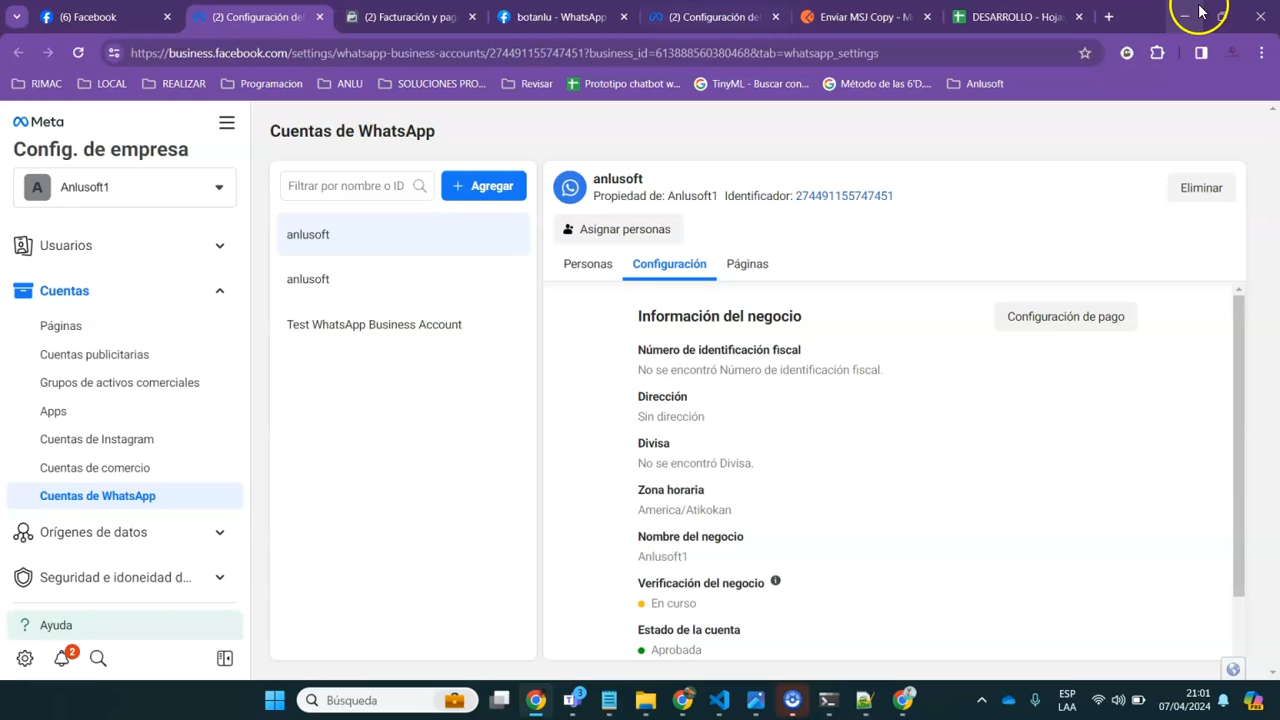 (2) Facebook
(2) Configuración del
(2) Facturación y pag
botanlu - WhatsApp
(2) Configuración del
Enviar MSJ Copy - M
DESARROLLO - Hoja
https://business.facebook.com/settings/whatsapp-business-accounts/274491155747451?business_id=613888560380468&tab=whatsapp_settings
RIMAC
LOCAL
REALIZAR
Programacion
ANLU
SOLUCIONES PRO...
Revisar
Prototipo chatbot w...
TinyML - Buscar con...
Método de las 6'D....
Anlusoft
Meta
Config. de empresa
A Anlusoft1
Usuarios
Cuentas
Páginas
Cuentas publicitarias
Grupos de activos comerciales
Apps
Cuentas de Instagram
Cuentas de comercio
Cuentas de WhatsApp
Orígenes de datos
Seguridad e idoneidad d...
? Ayuda
2
Cuentas de WhatsApp
Filtrar por nombre o ID
+ Agregar
anlusoft
anlusoft
Test WhatsApp Business Account
anlusoft
Propiedad de: Anlusoft1 Identificador: 274491155747451
Eliminar
Asignar personas
Personas
Configuración
Páginas
Información del negocio
Configuración de pago
Número de identificación fiscal
No se encontró Número de identificación fiscal.
Dirección
Sin dirección
Divisa
No se encontró Divisa.
Zona horaria
America/Atikokan
Nombre del negocio
Anlusoft1
Verificación del negocio
En curso
Estado de la cuenta
Aprobada
Búsqueda
3
ESP
LAA
21:01
07/04/2024